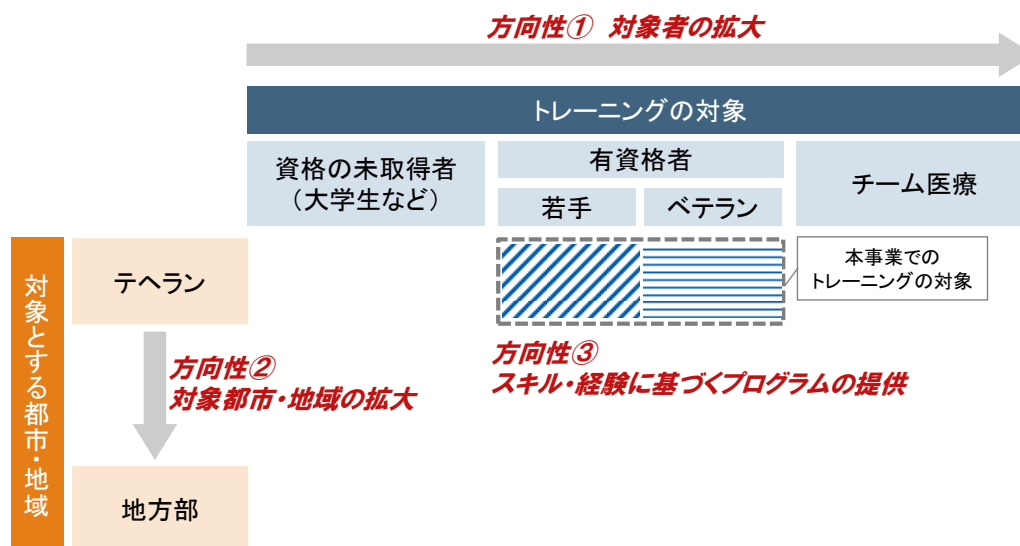 方向性① 対象者の拡大
トレーニングの対象
資格の未取得者
（大学生など）
有資格者
若手
ベテラン
チーム医療
対象とする都市・地域
テヘラン
本事業での
トレーニングの対象
方向性②
対象都市・地域の拡大
方向性③
スキル・経験に基づくプログラムの提供
地方部